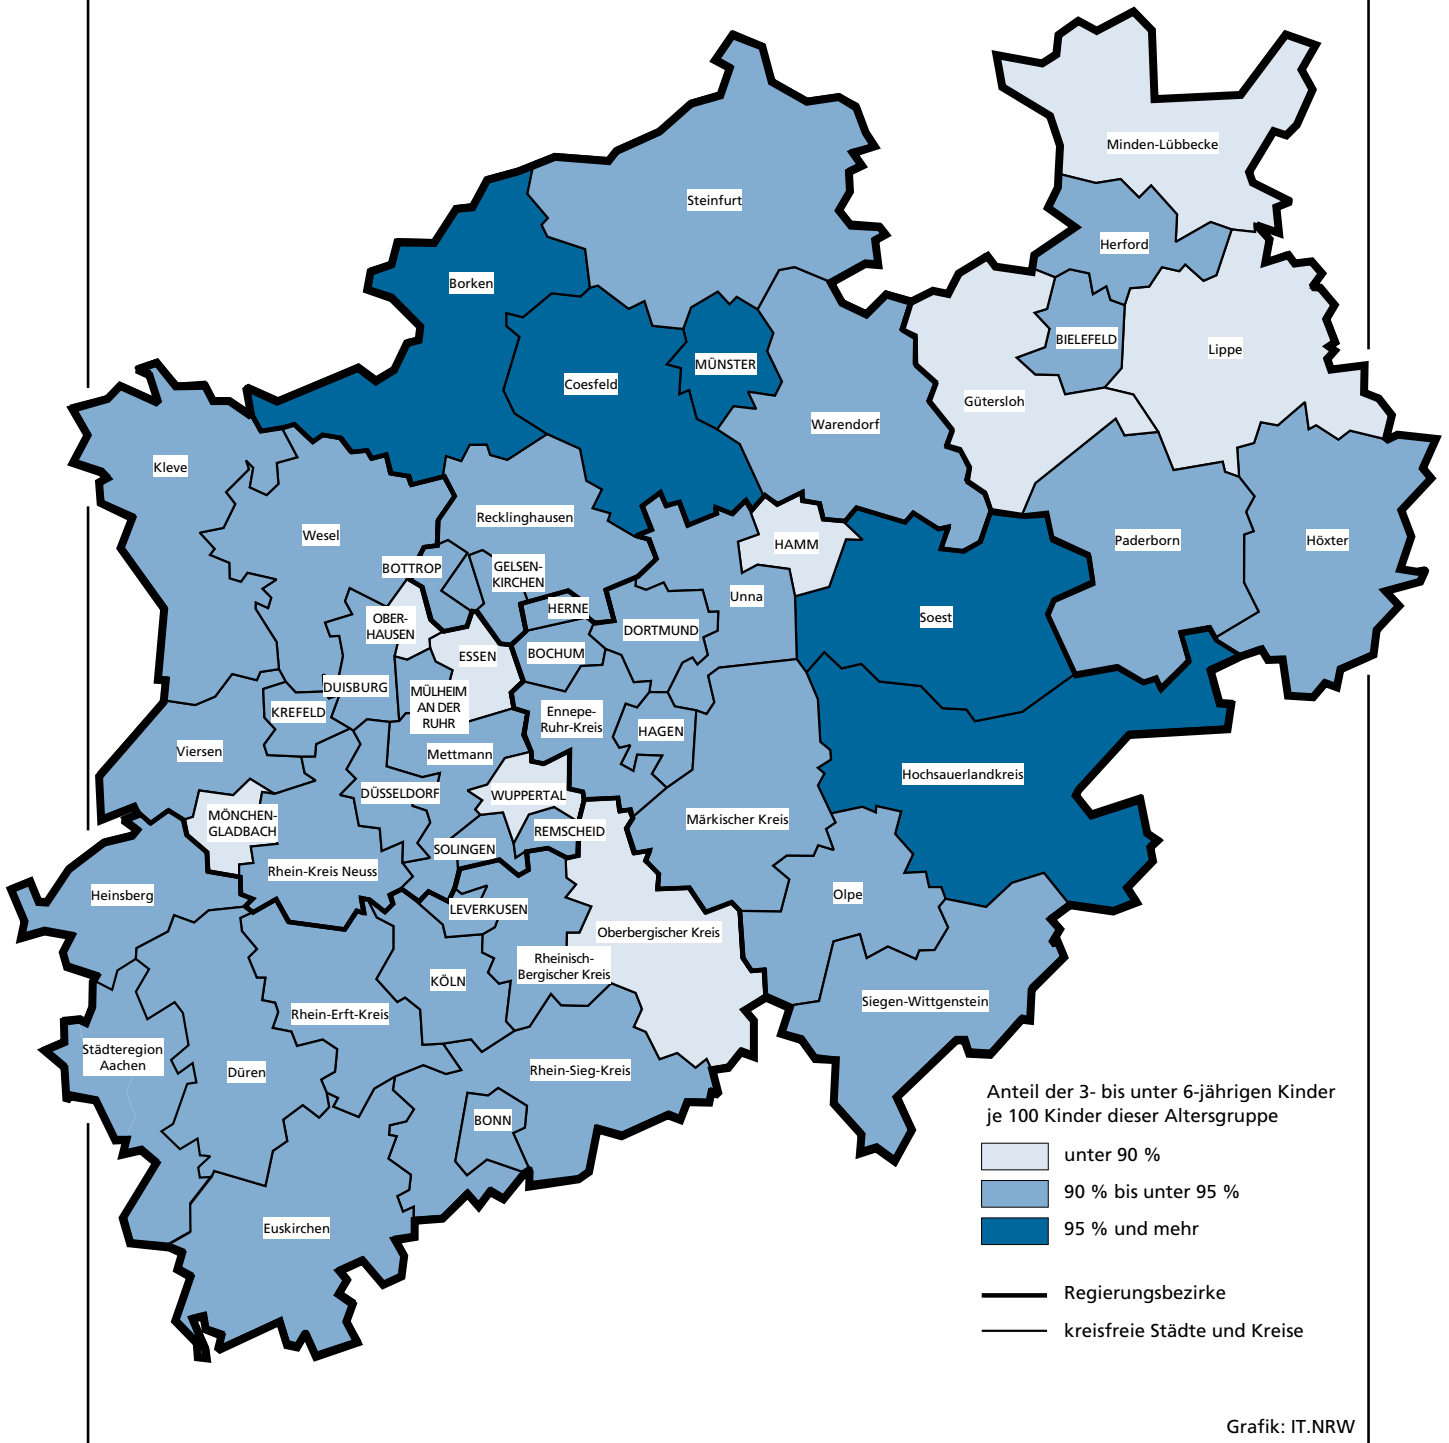 Minden-Lübbecke
Steinfurt
Herford
Borken
BIELEFELD
Lippe
MÜNSTER
Coesfeld
Gütersloh
Warendorf
Kleve
Recklinghausen
Wesel
HAMM
Paderborn
Höxter
BOTTROP
GELSEN-
KIRCHEN
Unna
HERNE
Soest
OBER-
HAUSEN
DORTMUND
ESSEN
BOCHUM
DUISBURG
MÜLHEIM
AN DER
RUHR
KREFELD
Ennepe-
Ruhr-Kreis
HAGEN
Viersen
Mettmann
Hochsauerlandkreis
DÜSSELDORF
WUPPERTAL
MÖNCHEN-
GLADBACH
Märkischer Kreis
REMSCHEID
SOLINGEN
Rhein-Kreis Neuss
Heinsberg
Olpe
LEVERKUSEN
Oberbergischer Kreis
Rheinisch-
Bergischer Kreis
KÖLN
Siegen-Wittgenstein
Rhein-Erft-Kreis
Städteregion
Aachen
Düren
Rhein-Sieg-Kreis
BONN
Euskirchen
Anteil der 3- bis unter 6-jährigen Kinder
je 100 Kinder dieser Altersgruppe
unter 90 %
90 % bis unter 95 %
95 % und mehr
Regierungsbezirke
kreisfreie Städte und Kreise
Grafik: IT.NRW